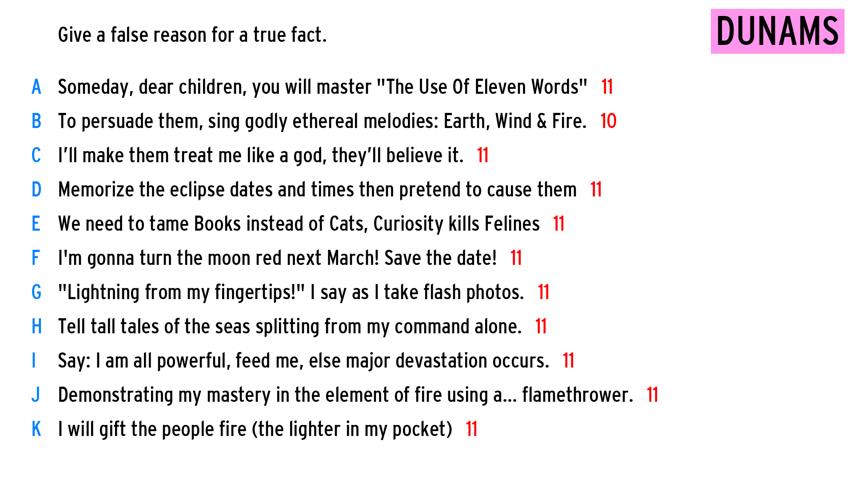 Give a false reason for a true fact.
DUNAMS
A Someday, dear children, you will master "The Use Of Eleven Words" 11
B To persuade them, sing godly ethereal melodies: Earth, Wind & Fire. 10
C I'll make them treat me like a god, they'll believe it. 11
D Memorize the eclipse dates and times then pretend to cause them 11
E We need to tame Books instead of Cats, Curiosity kills Felines 11
F I'm gonna turn the moon red next March! Save the date! 11
G "Lightning from my fingertips!" I say as I take flash photos. 11
H Tell tall tales of the seas splitting from my command alone. 11
I Say: I am all powerful, feed me, else major devastation occurs. 11
J Demonstrating my mastery in the element of fire using a... flamethrower. 11
K I will gift the people fire (the lighter in my pocket) 11